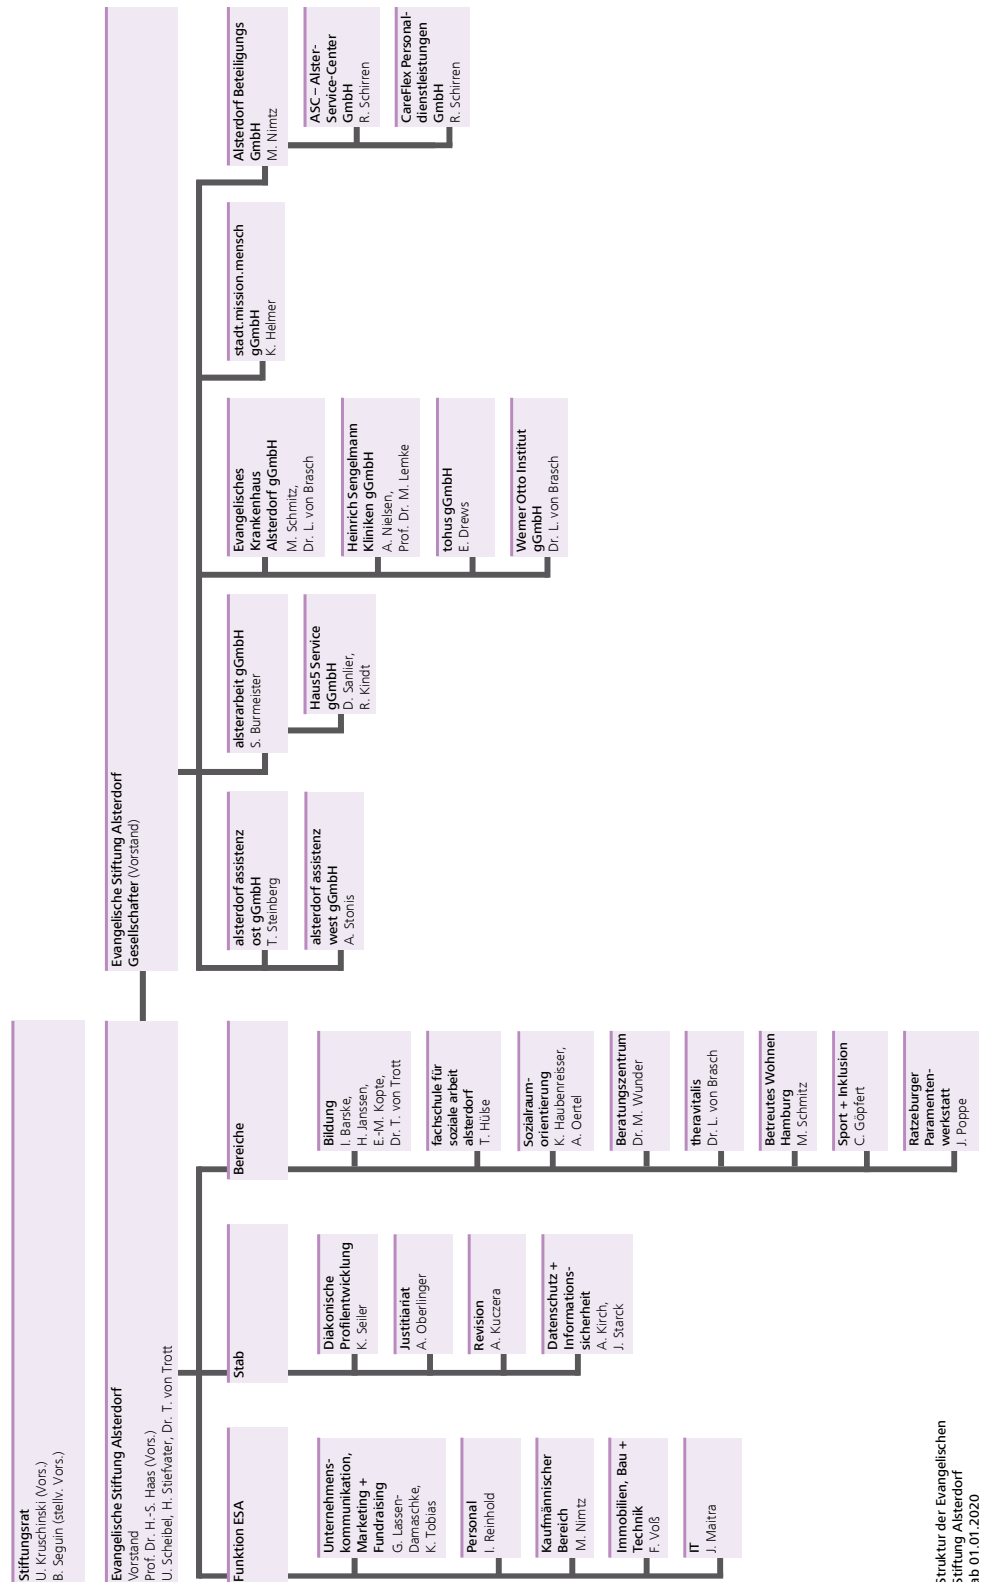 Stiftungsrat
U. Kruschinski (Vors.)
B. Seguin (stellv. Vors.)
Evangelische Stiftung Alsterdorf
Vorstand
Prof. Dr. H.-S. Haas (Vors.)
U. Scheibel, H. Stiefvater, Dr. T. von Trott
Funktion ESA
Unternehmens-
kommunikation,
Marketing +
Fundraising
G. Lassen-
Damaschke,
K. Tobias
Personal
I. Reinhold
Kaufmännischer
Bereich
M. Nimtz
Immobilien, Bau +
Technik
F. Voß
IT
J. Maitra
Stab
Diakonische
Profilentwicklung
K. Seiler
Justitiariat
A. Oberlinger
Revision
A. Kuczera
Datenschutz +
Informations-
sicherheit
A. Kirch,
J. Starck
Bereiche
Bildung
I. Barske,
H. Janssen,
E.-M. Kopte,
Dr. T. von Trott
fachschule für
soziale arbeit
alsterdorf
T. Hülse
Sozialraum-
orientierung
K. Haubenreisser,
A. Oertel
Beratungszentrum
Dr. M. Wunder
theravitalis
Dr. L. von Brasch
Betreutes Wohnen
Hamburg
M. Schmitz
Sport + Inklusion
C. Göpfert
Ratzeburger
Paramenten-
werkstatt
J. Poppe
Evangelische Stiftung Alsterdorf
Gesellschafter (Vorstand)
alsterdorf assistenz
ost gGmbH
T. Steinberg
alsterdorf assistenz
west gGmbH
A. Stonis
alsterarbeit gGmbH
S. Burmeister
Haus5 Service
gGmbH
D. Sanlier,
R. Kindt
Evangelisches
Krankenhaus
Alsterdorf gGmbH
M. Schmitz,
Dr. L. von Brasch
Heinrich Sengelmann
Kliniken gGmbH
A. Nielsen,
Prof. Dr. M. Lemke
tohus gGmbH
E. Drews
Werner Otto Institut
gGmbH
Dr. L. von Brasch
stadt.mission.mensch
gGmbH
K. Helmer
Alsterdorf Beteiligungs
GmbH
M. Nimtz
ASC – Alster-
Service-Center
GmbH
R. Schirren
CareFlex Personal-
dienstleistungen
GmbH
R. Schirren
Struktur der Evangelischen
Stiftung Alsterdorf
ab 01.01.2020